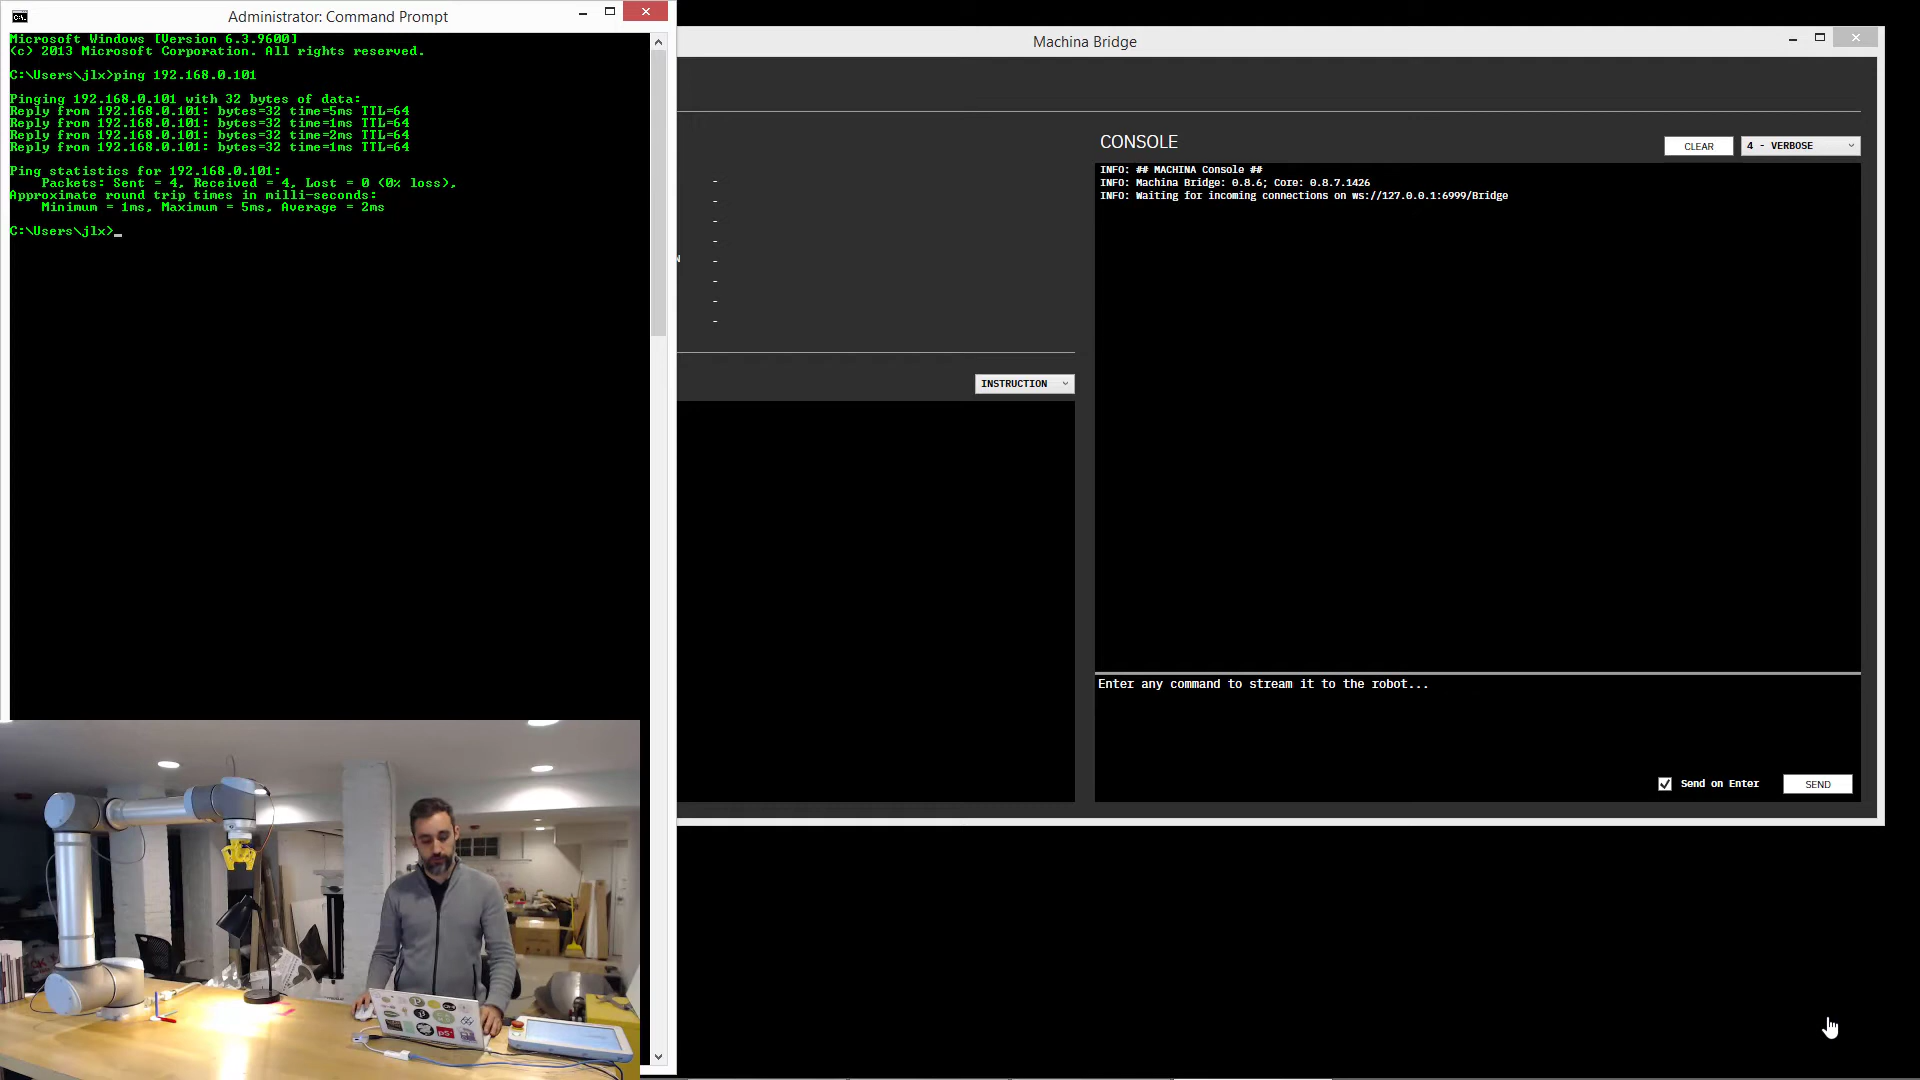 Administrator: Command Prompt
Microsoft Windows [Version 6.3.9600]
(c) 2013 Microsoft Corporation. All rights reserved.
C:\Users\jlx>ping 192.168.0.101
Pinging 192.168.0.101 with 32 bytes of data:
Reply from 192.168.0.101: bytes=32 time=5ms TTL=64
Reply from 192.168.0.101: bytes=32 time=1ms TTL=64
Reply from 192.168.0.101: bytes=32 time=2ms TTL=64
Reply from 192.168.0.101: bytes=32 time=1ms TTL=64
Ping statistics for 192.168.0.101:
Packets: Sent = 4, Received = 4, Lost = 0 (0% loss),
Approximate round trip times in milli-seconds:
Minimum = 1ms, Maximum = 5ms, Average = 2ms
C:\Users\jlx>_
Machina Bridge
-
-
-
-
-
-
-
-
INSTRUCTION
CONSOLE
CLEAR
4 - VERBOSE
INFO: ## MACHINA Console ##
INFO: Machina Bridge: 0.8.6; Core: 0.8.7.1426
INFO: Waiting for incoming connections on ws://127.0.0.1:6999/Bridge
Enter any command to stream it to the robot...
Send on Enter
SEND